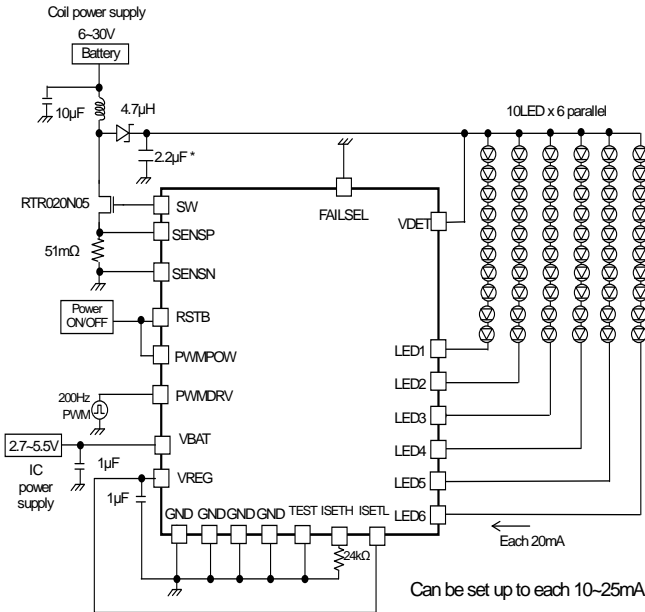 Coil power supply
6~30V
Battery
10µF
4.7µH
2.2µF *
10LED x 6 parallel
RTR020N05
SW
FAILSEL
VDET
SENSP
51mΩ
SENSN
Power
ON/OFF
RSTB
PWMPOW
LED1
200Hz
PWM
PWMDRV
LED2
LED3
2.7~5.5V
VBAT
LED4
IC
power
supply
1µF
VREG
LED5
1µF
GND GND GND GND TEST ISETH ISETL
LED6
24kΩ
Each 20mA
Can be set up to each 10~25mA